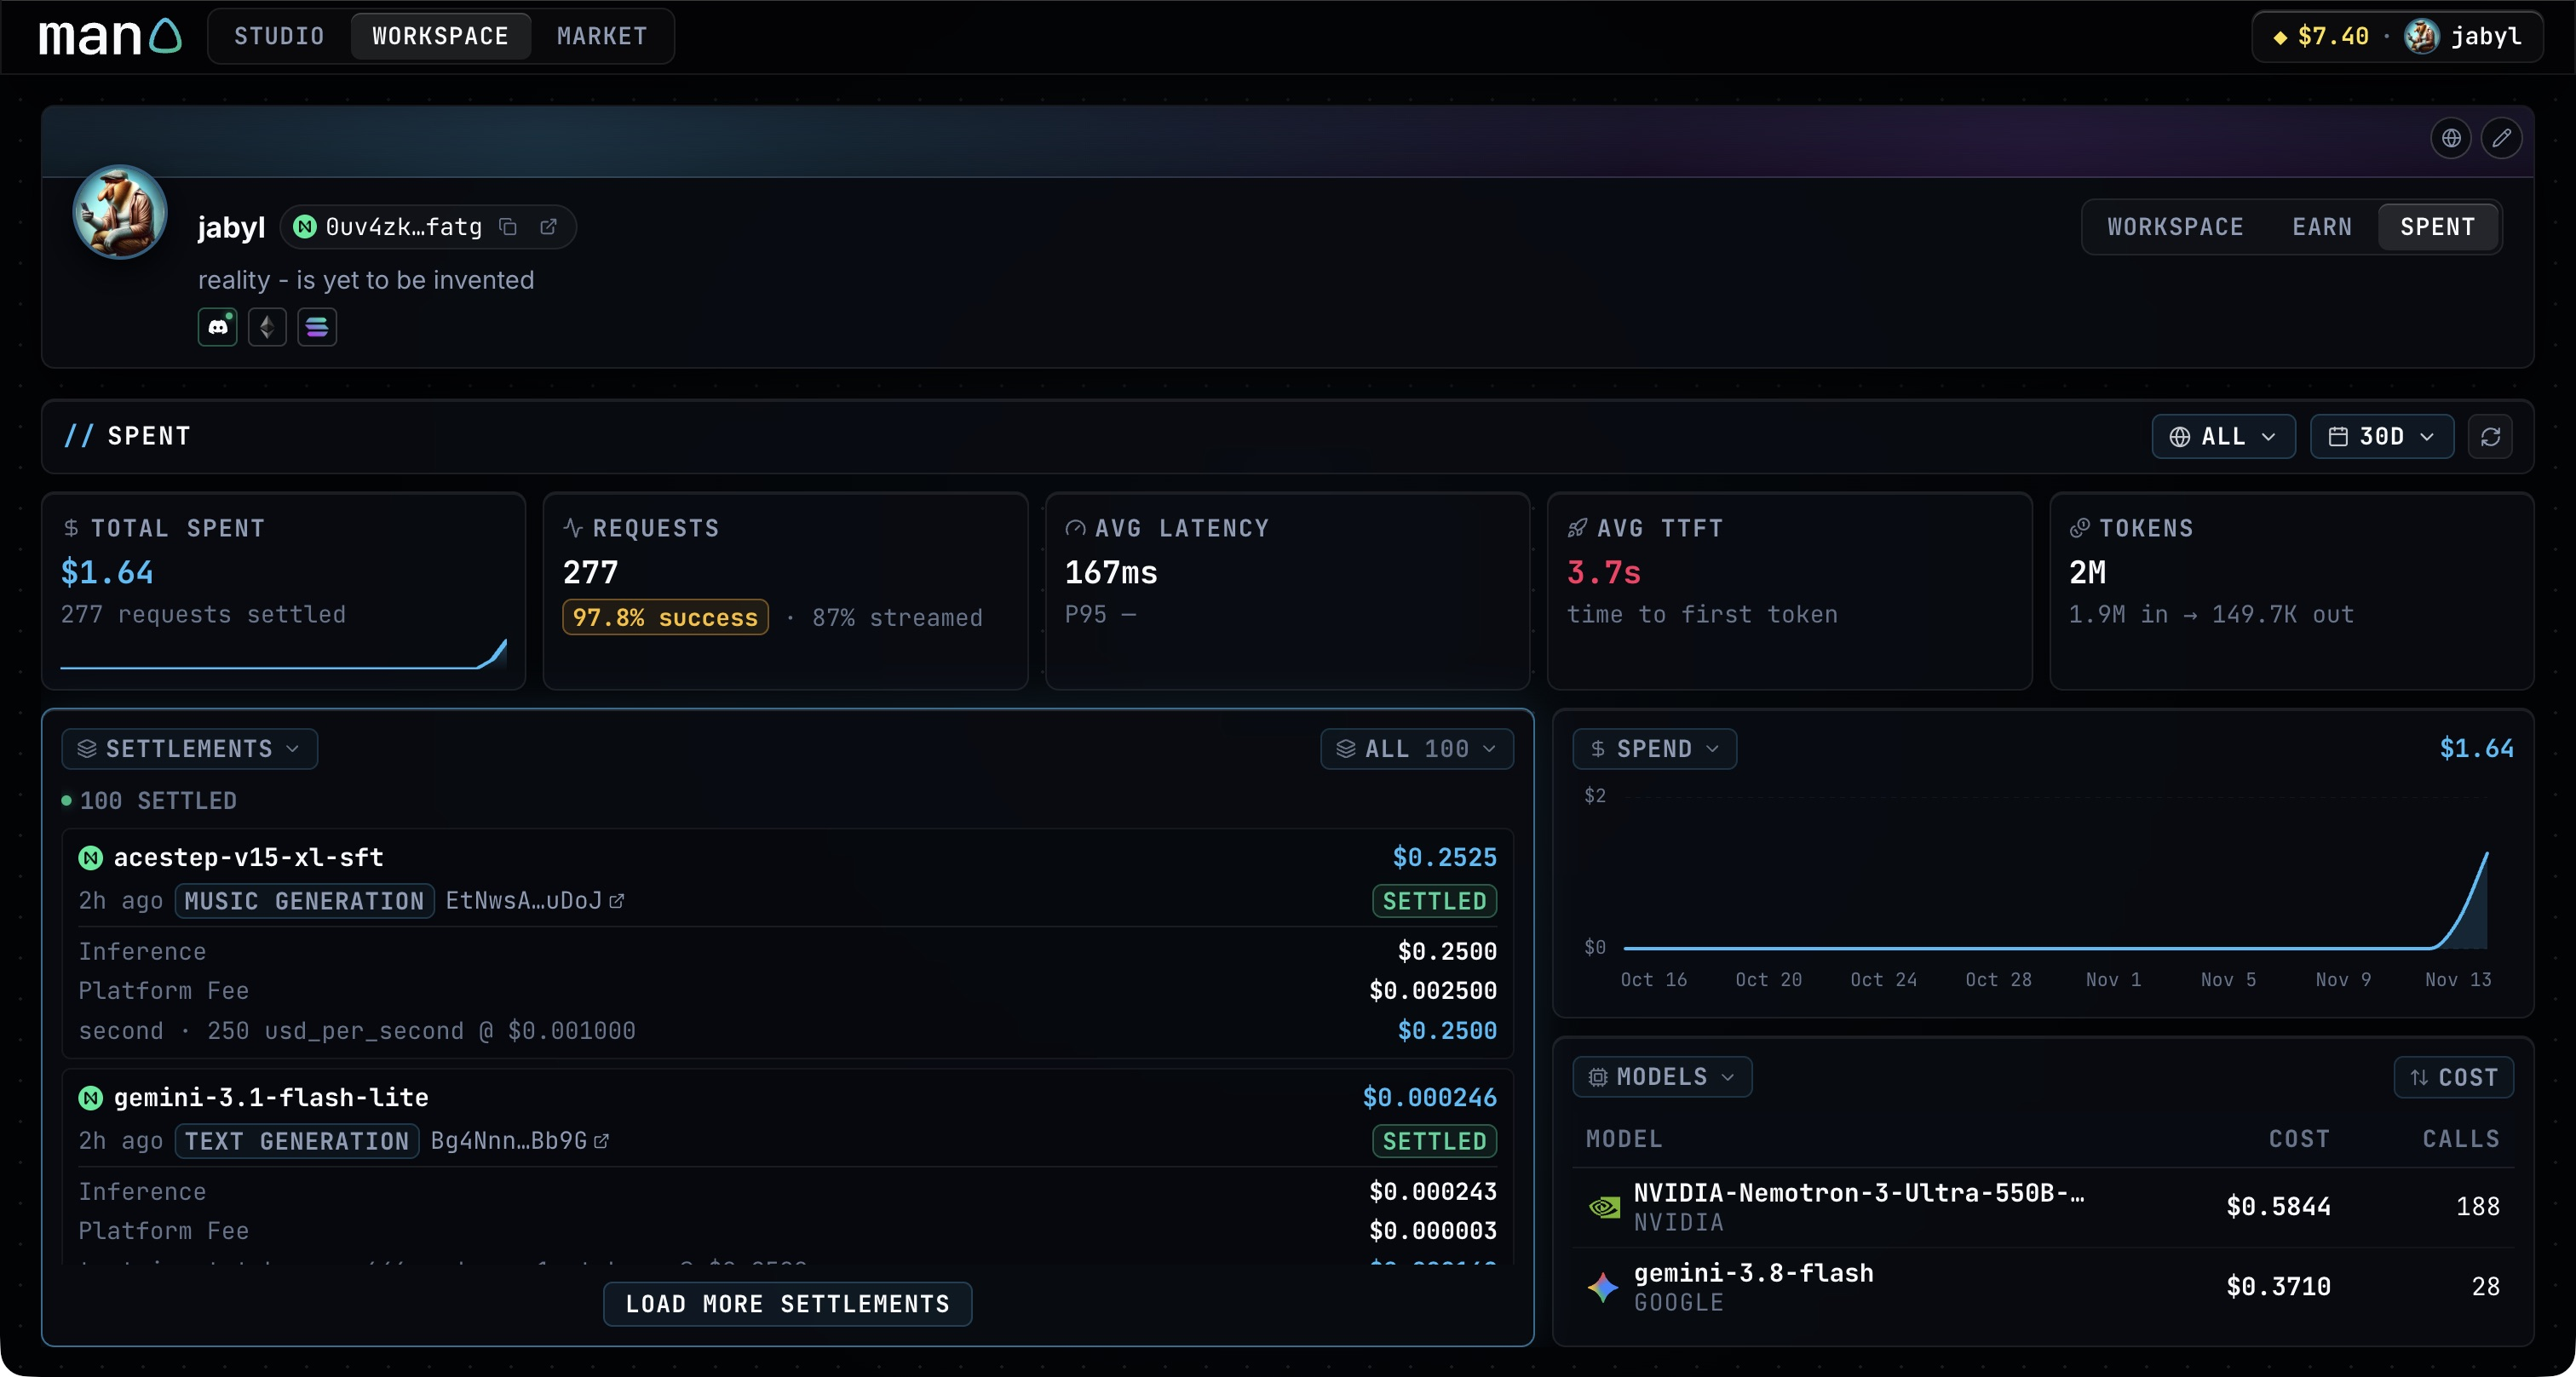 mano
STUDIO WORKSPACE MARKET
$7.40 · jabyl
jabyl 0uv4zk…fatg
WORKSPACE EARN SPENT
reality - is yet to be invented
// SPENT
ALL 30D
TOTAL SPENT
$1.64
277 requests settled
REQUESTS
277
97.8% success · 87% streamed
AVG LATENCY
167ms
P95 —
AVG TTFT
3.7s
time to first token
TOKENS
2M
1.9M in → 149.7K out
SETTLEMENTS ALL 100
100 SETTLED
acestep-v15-xl-sft $0.2525
2h ago MUSIC GENERATION EtNwsA…uDoJ SETTLED
Inference $0.2500
Platform Fee $0.002500
second · 250 usd_per_second @ $0.001000 $0.2500
gemini-3.1-flash-lite $0.000246
2h ago TEXT GENERATION Bg4Nnn…Bb9G SETTLED
Inference $0.000243
Platform Fee $0.000003
LOAD MORE SETTLEMENTS
SPEND $1.64
$2
$0
Oct 16 Oct 20 Oct 24 Oct 28 Nov 1 Nov 5 Nov 9 Nov 13
MODELS COST
MODEL COST CALLS
NVIDIA-Nemotron-3-Ultra-550B-… $0.5844 188
NVIDIA
gemini-3.8-flash $0.3710 28
GOOGLE